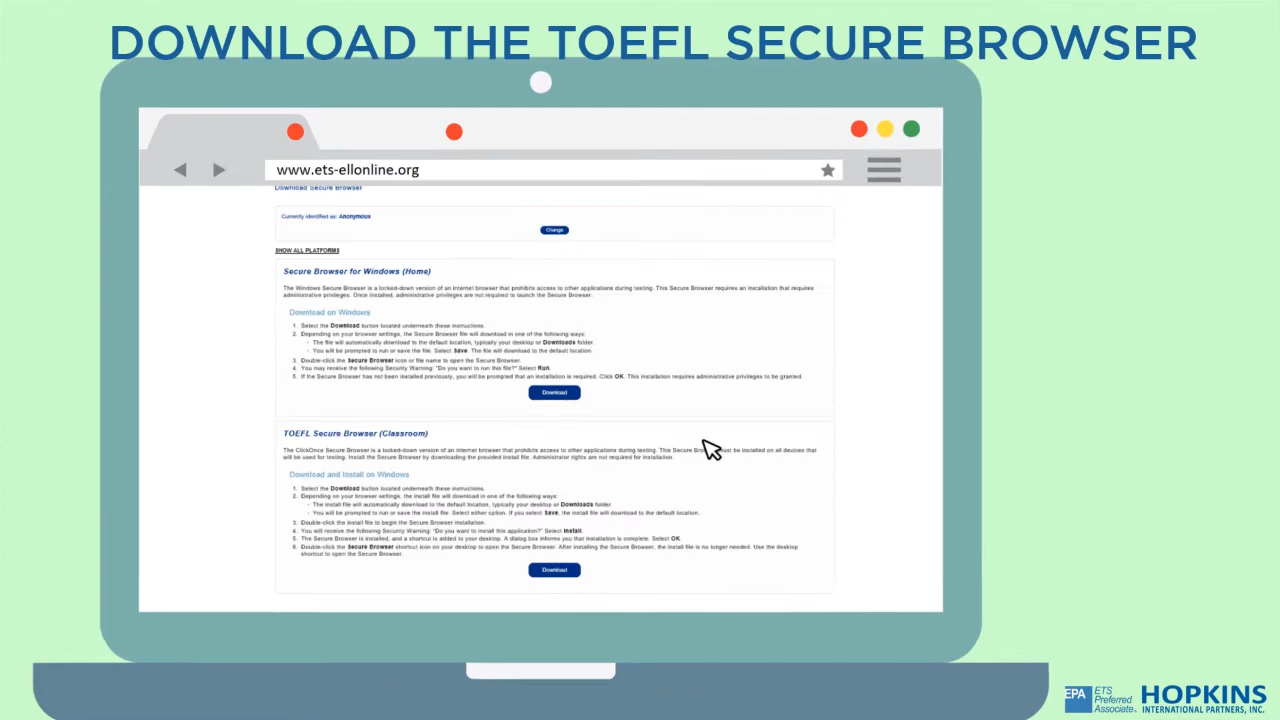 DOWNLOAD THE TOEFL SECURE BROWSER
www.ets-ellonline.org
Download Secure Browser
Currently identified as: Anonymous
Change
SHOW ALL PLATFORMS
Secure Browser for Windows (Home)
The Windows Secure Browser is a locked-down version of an internet browser that prohibits access to other applications during testing. This Secure Browser requires an installation that requires
administrative privileges. Once installed, administrative privileges are not required to launch the Secure Browser.
Download on Windows
1. Select the Download button located underneath these instructions.
2. Depending on your browser settings, the Secure Browser file will download in one of the following ways:
◦ The file will automatically download to the default location, typically your desktop or Downloads folder.
◦ You will be prompted to run or save the file. Select Save. The file will download to the default location
3. Double-click the Secure Browser icon or file name to open the Secure Browser.
4. You may receive the following Security Warning: "Do you want to run this file?" Select Run.
5. If the Secure Browser has not been installed previously, you will be prompted that an installation is required. Click OK. This installation requires administrative privileges to be granted.
Download
TOEFL Secure Browser (Classroom)
The ClickOnce Secure Browser is a locked-down version of an internet browser that prohibits access to other applications during testing. This Secure must be installed on all devices that
will be used for testing. Install the Secure Browser by downloading the provided install file. Administrator rights are not required for installation.
Download and Install on Windows
1. Select the Download button located underneath these instructions.
2. Depending on your browser settings, the install file will download in one of the following ways:
◦ The install file will automatically download to the default location, typically your desktop or Downloads folder
◦ You will be prompted to run or save the install file. Select either option. If you select Save, the install file will download to the default location.
3. Double-click the install file to begin the Secure Browser installation.
4. You will receive the following Security Warning: "Do you want to install this application?" Select Install.
5. The Secure Browser is installed, and a shortcut is added to your desktop. A dialog box informs you that installation is complete. Select OK.
6. Double-click the Secure Browser shortcut icon on your desktop to open the Secure Browser. After installing the Secure Browser, the install file is no longer needed. Use the desktop
shortcut to open the Secure Browser.
Download
EPA ETS Preferred Associate
HOPKINS
INTERNATIONAL PARTNERS, INC.